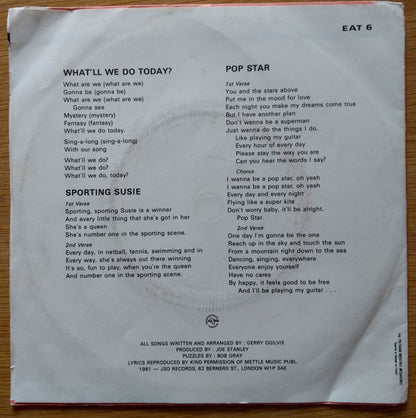 EAT 6
WHAT'LL WE DO TODAY?
What are we (what are we)
Gonna be (gonna be)
What are we (what are we)
Gonna see
Mystery (mystery)
Fantasy (fantasy)
What'll we do today.
Sing-a-long (sing-a-long)
With our song
What'll we do?
What'll we do?
What'll we do, today?
SPORTING SUSIE
1st Verse
Sporting, sporting Susie is a winner
And every little thing that she's got in her
She's a queen
She's number one in the sporting scene.
2nd Verse
Every day, in netball, tennis, swimming and in
Every way, she's always out there winning
It's so, fun to play, when you're the queen
And number one in the sporting scene.
POP STAR
1st Verse
You and the stars above
Put me in the mood for love
Each night you make my dreams come true
But I have another plan
Don't wanna be a superman
Just wanna do the things I do.
Like playing my guitar
Every hour of every day
Please stay the way you are
Can you hear the words I say?
Chorus
I wanna be a pop star, oh yeah
I wanna be a pop star, oh yeah
Every day and every night
Flying like a super kite
Don't worry baby, it'll be alright.
Pop Star.
2nd Verse
One day I'm gonna be the one
Reach up in the sky and touch the sun
From a mountain right down to the sea
Dancing, singing, everywhere
Everyone enjoy yourself
Have no cares
By happy, it feels good to be free
And I'll be playing my guitar . . .
ALL SONGS WRITTEN AND ARRANGED BY : GERRY OGILVIE
PRODUCED BY : JOE STANLEY
PUZZLES BY : BOB GRAY
LYRICS REPRODUCED BY KIND PERMISSION OF METTLE MUSIC PUBL.
1981 — JSO RECORDS, 62 BERNERS ST., LONDON W1P 3AE